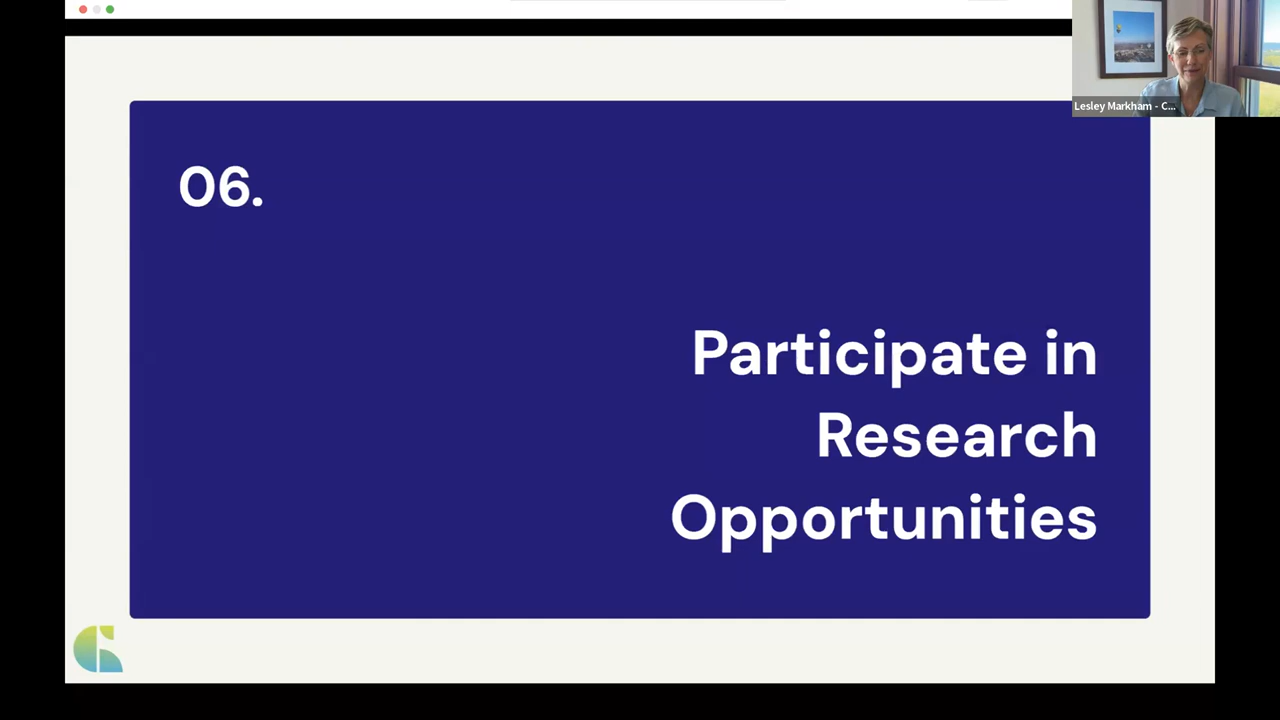 Lesley Markham - C...
06.
Participate in
Research
Opportunities